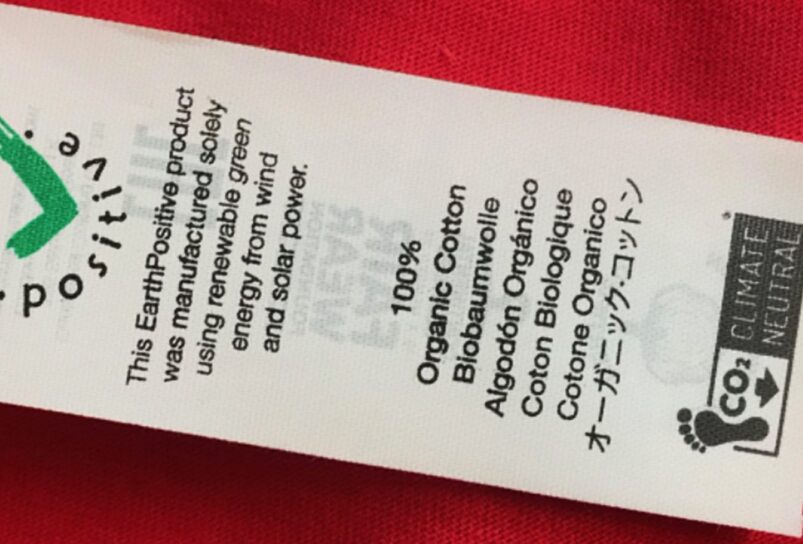 positive
This EarthPositive product
was manufactured solely
using renewable green
energy from wind
and solar power.
100%
Organic Cotton
Biobaumwolle
Algodón Orgánico
Coton Biologique
Cotone Organico
オーガニック·コットン
CO2
CLIMATE
NEUTRAL
WEAR
FAIR